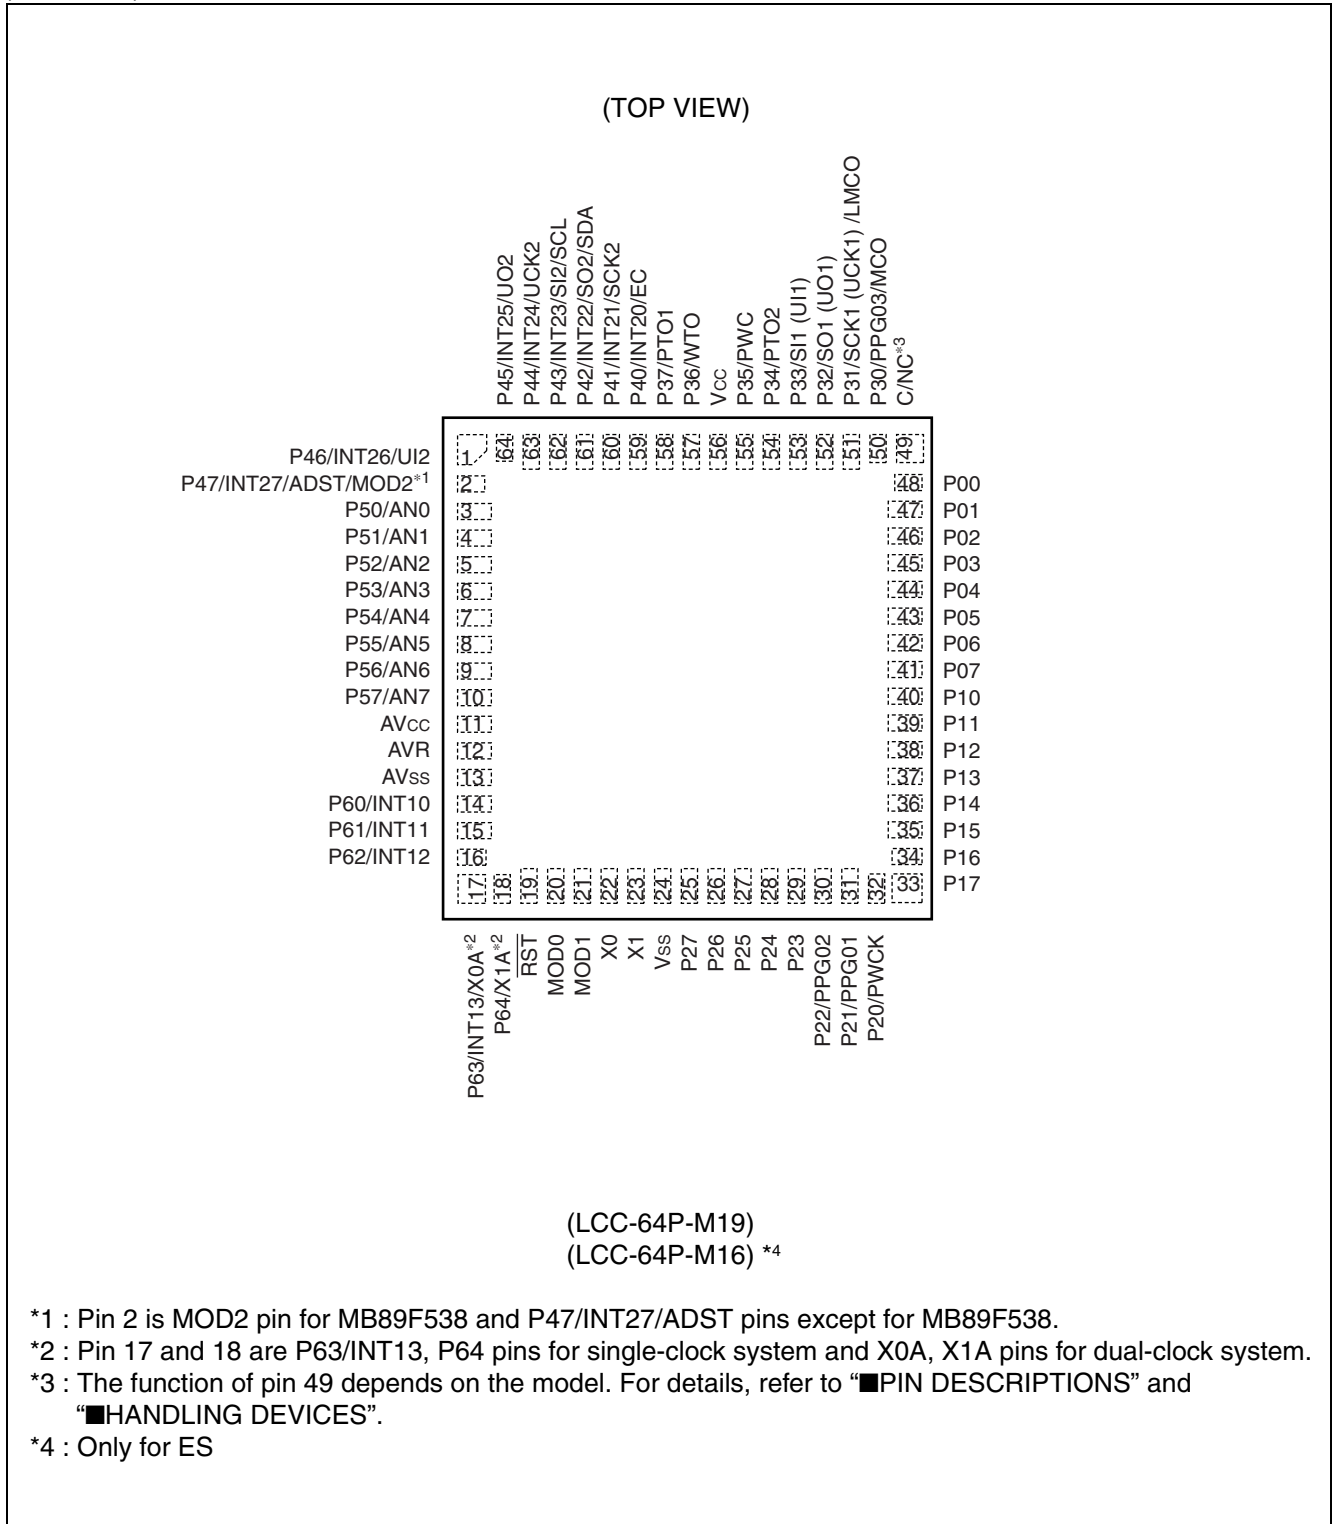 (TOP VIEW)
P45/INT25/UO2
P44/INT24/UCK2
P43/INT23/SI2/SCL
P42/INT22/SO2/SDA
P41/INT21/SCK2
P40/INT20/EC
P37/PTO1
P36/WTO
Vcc
P35/PWC
P34/PTO2
P33/SI1 (UI1)
P32/SO1 (UO1)
P31/SCK1 (UCK1) /LMCO
P30/PPG03/MCO
C/NC*3
64
63
62
61
60
59
58
57
56
55
54
53
52
51
50
49
P46/INT26/UI2 1
P47/INT27/ADST/MOD2*1 2
P50/AN0 3
P51/AN1 4
P52/AN2 5
P53/AN3 6
P54/AN4 7
P55/AN5 8
P56/AN6 9
P57/AN7 10
AVcc 11
AVR 12
AVss 13
P60/INT10 14
P61/INT11 15
P62/INT12 16
48 P00
47 P01
46 P02
45 P03
44 P04
43 P05
42 P06
41 P07
40 P10
39 P11
38 P12
37 P13
36 P14
35 P15
34 P16
33 P17
17
18
19
20
21
22
23
24
25
26
27
28
29
30
31
32
P63/INT13/X0A*2
P64/X1A*2
RST
MOD0
MOD1
X0
X1
Vss
P27
P26
P25
P24
P23
P22/PPG02
P21/PPG01
P20/PWCK
(LCC-64P-M19)
(LCC-64P-M16) *4
*1 : Pin 2 is MOD2 pin for MB89F538 and P47/INT27/ADST pins except for MB89F538.
*2 : Pin 17 and 18 are P63/INT13, P64 pins for single-clock system and X0A, X1A pins for dual-clock system.
*3 : The function of pin 49 depends on the model. For details, refer to “■PIN DESCRIPTIONS” and
“■HANDLING DEVICES”.
*4 : Only for ES